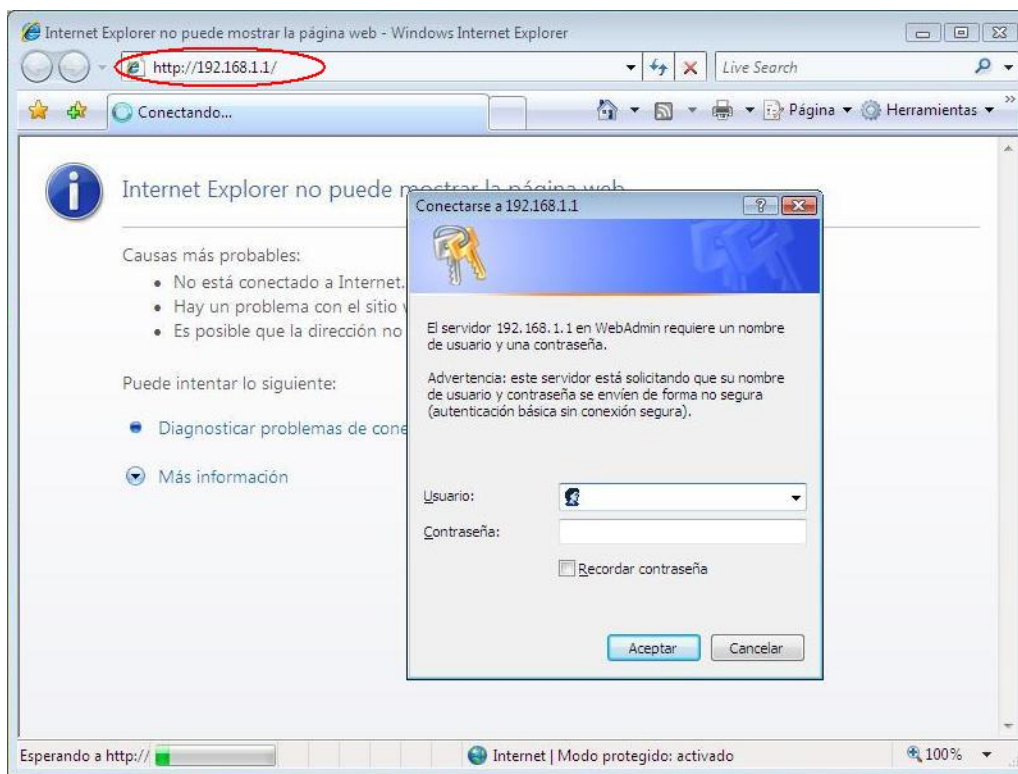 Internet Explorer no puede mostrar la página web - Windows Internet Explorer
http://192.168.1.1/
Live Search
Conectando...
Página
Herramientas
Internet Explorer no puede mostrar la página web
Causas más probables:
No está conectado a Internet.
Hay un problema con el sitio
Es posible que la dirección no
Puede intentar lo siguiente:
Diagnosticar problemas de cone
Más información
Conectarse a 192.168.1.1
El servidor 192.168.1.1 en WebAdmin requiere un nombre
de usuario y una contraseña.
Advertencia: este servidor está solicitando que su nombre
de usuario y contraseña se envíen de forma no segura
(autenticación básica sin conexión segura).
Usuario:
Contraseña:
Recordar contraseña
Aceptar
Cancelar
Esperando a http://
Internet | Modo protegido: activado
100%